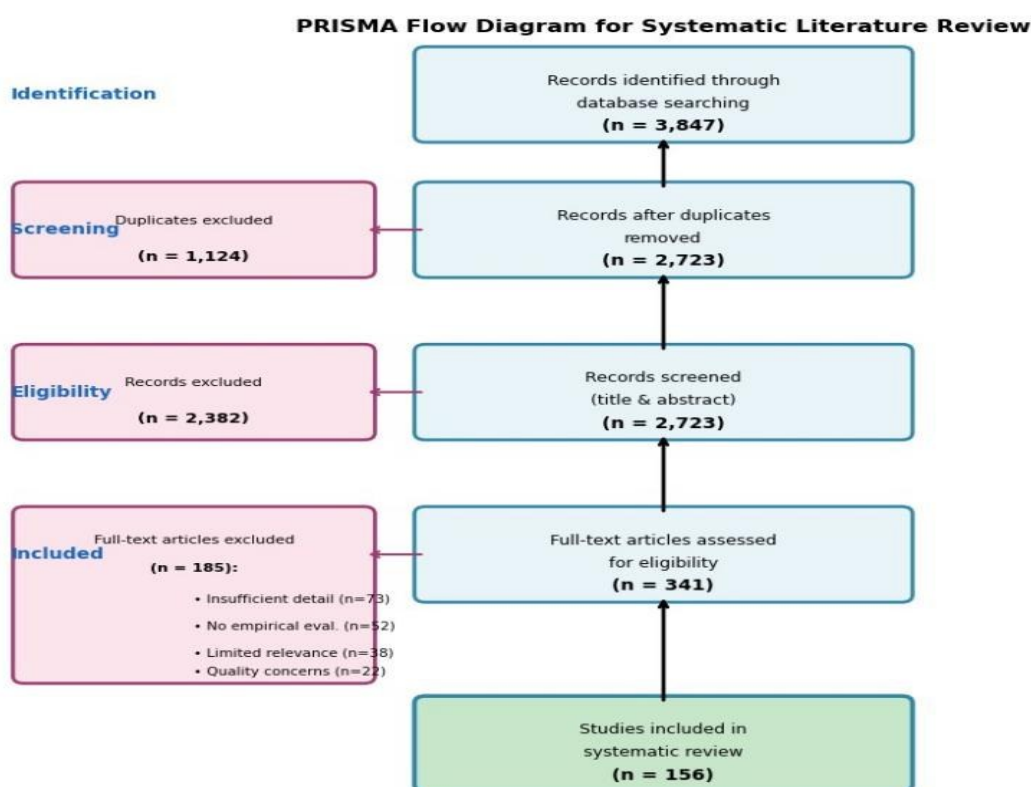 PRISMA Flow Diagram for Systematic Literature Review
Identification
Records identified through
database searching
(n = 3,847)
Screening
Duplicates excluded
(n = 1,124)
Records after duplicates
removed
(n = 2,723)
Eligibility
Records excluded
(n = 2,382)
Records screened
(title & abstract)
(n = 2,723)
Included
Full-text articles excluded
(n = 185):
• Insufficient detail (n=73)
• No empirical eval. (n=52)
• Limited relevance (n=38)
• Quality concerns (n=22)
Full-text articles assessed
for eligibility
(n = 341)
Studies included in
systematic review
(n = 156)